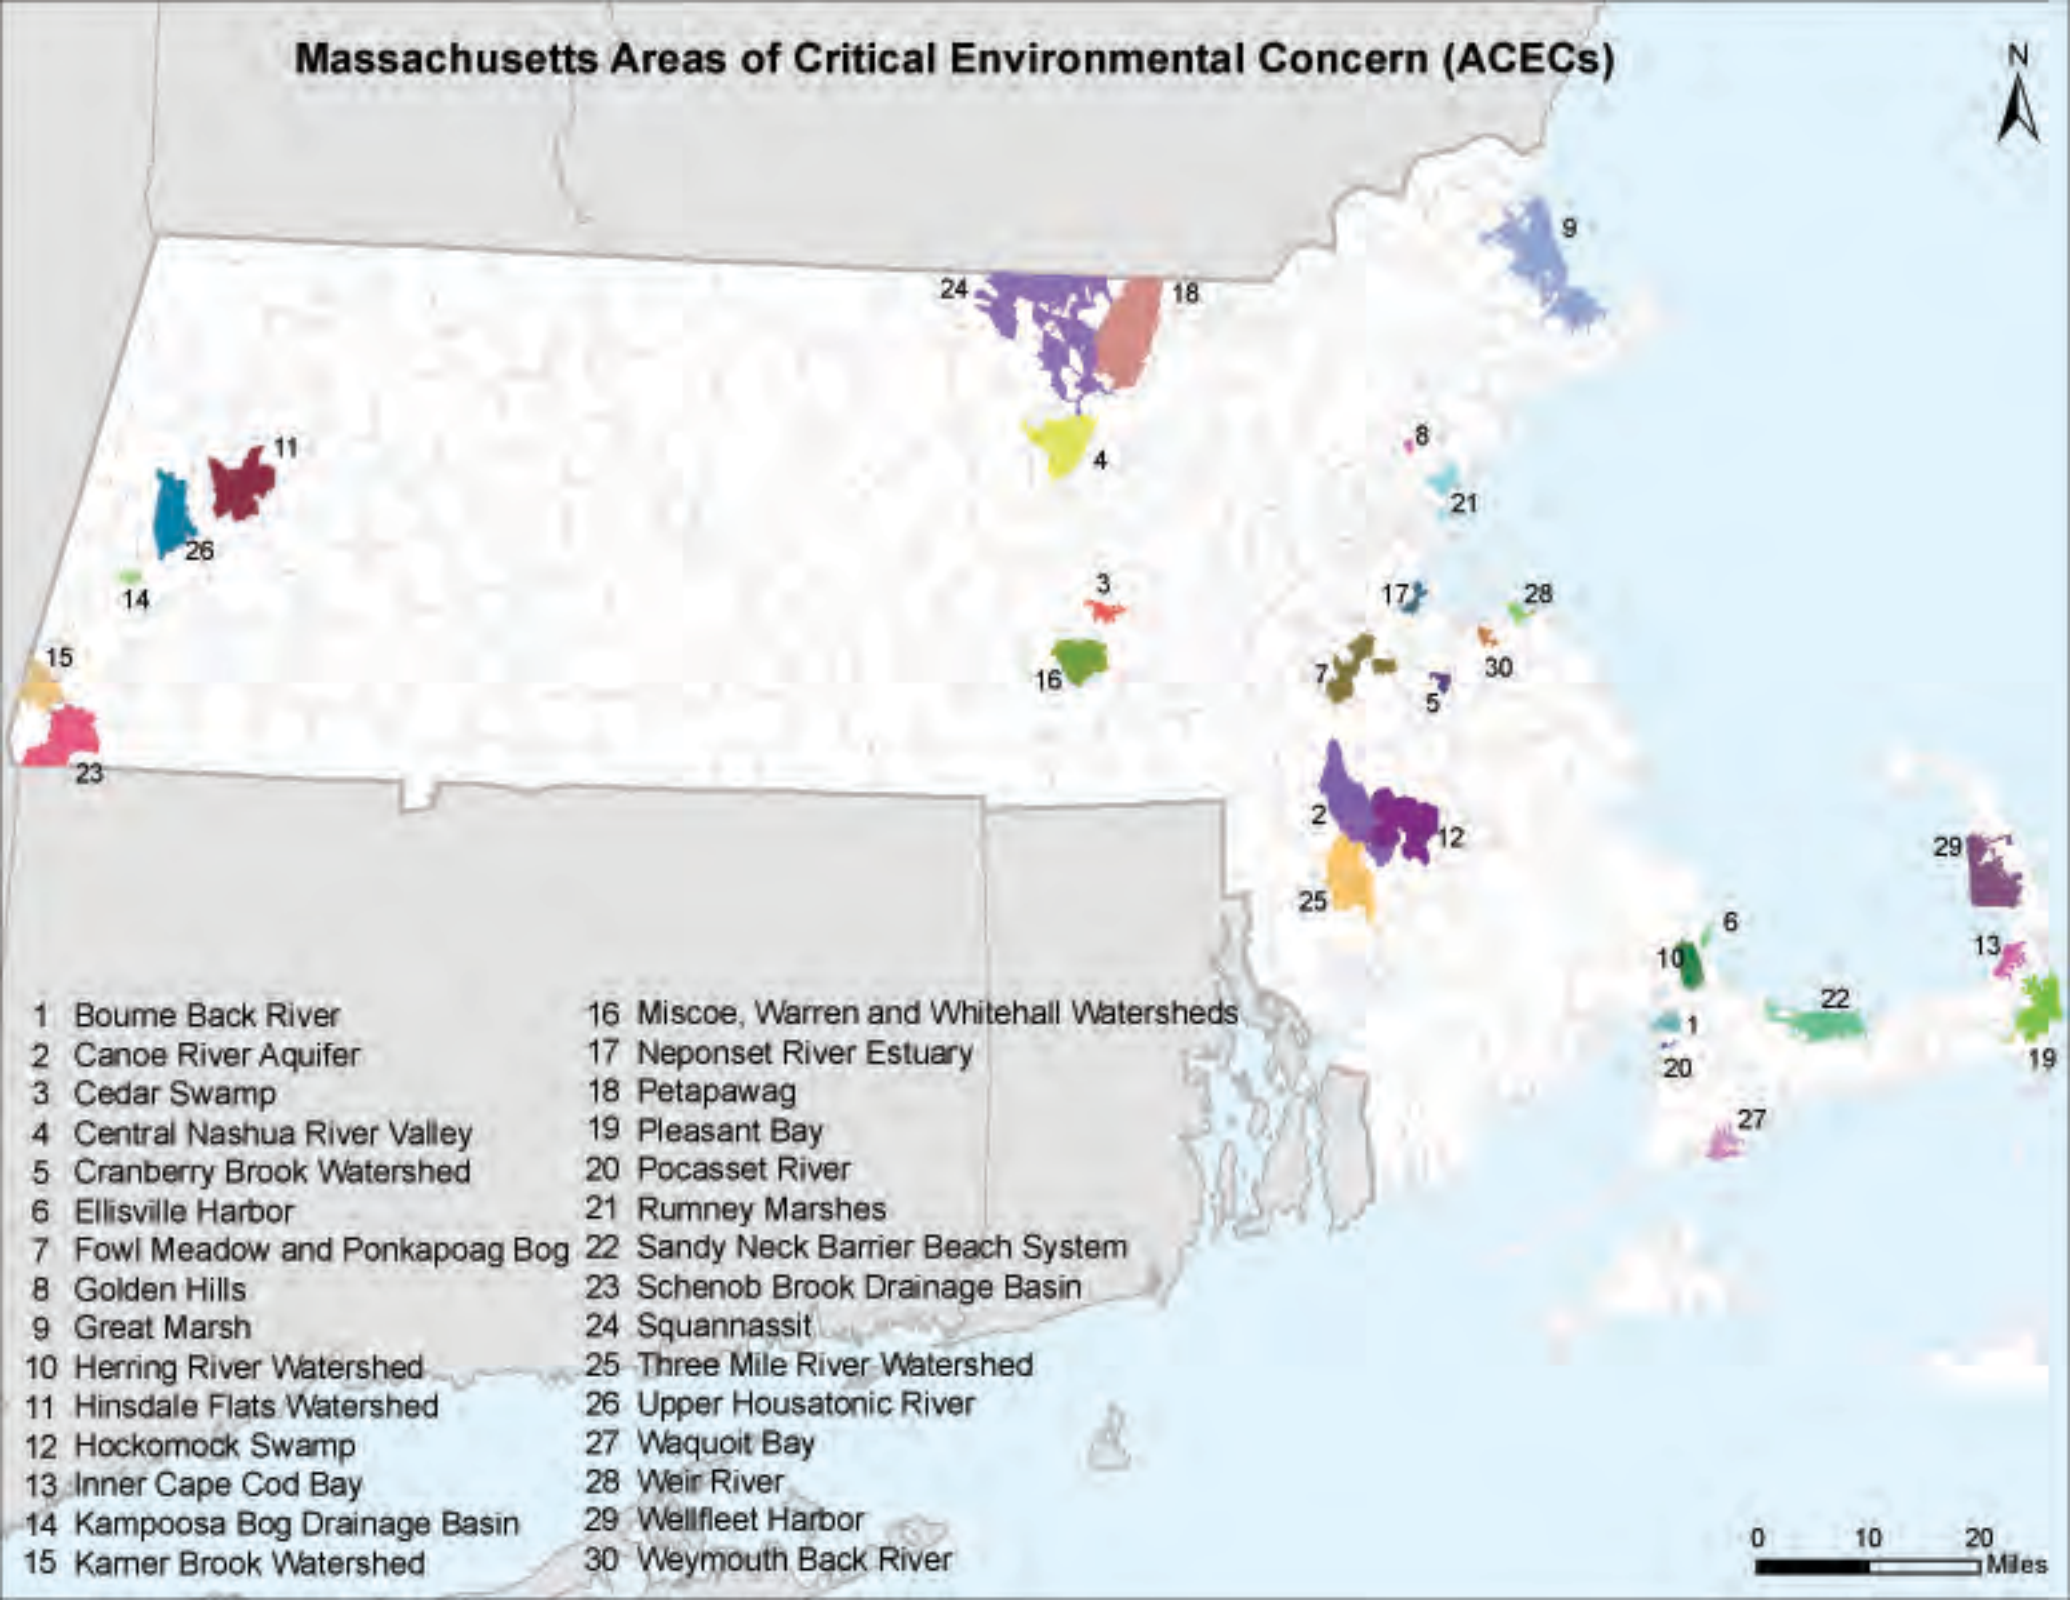 Massachusetts Areas of Critical Environmental Concern (ACECs)
N
9
24
18
11
8
4
21
26
3
17
28
14
15
16
7
30
5
23
2
12
29
25
6
10
13
22
1
19
20
27
1 Bourne Back River
2 Canoe River Aquifer
3 Cedar Swamp
4 Central Nashua River Valley
5 Cranberry Brook Watershed
6 Ellisville Harbor
7 Fowl Meadow and Ponkapoag Bog
8 Golden Hills
9 Great Marsh
10 Herring River Watershed
11 Hinsdale Flats Watershed
12 Hockomock Swamp
13 Inner Cape Cod Bay
14 Kampoosa Bog Drainage Basin
15 Karner Brook Watershed
16 Miscoe, Warren and Whitehall Watersheds
17 Neponset River Estuary
18 Petapawag
19 Pleasant Bay
20 Pocasset River
21 Rumney Marshes
22 Sandy Neck Barrier Beach System
23 Schenob Brook Drainage Basin
24 Squannassit
25 Three Mile River Watershed
26 Upper Housatonic River
27 Waquoit Bay
28 Weir River
29 Wellfleet Harbor
30 Weymouth Back River
0 10 20
Miles